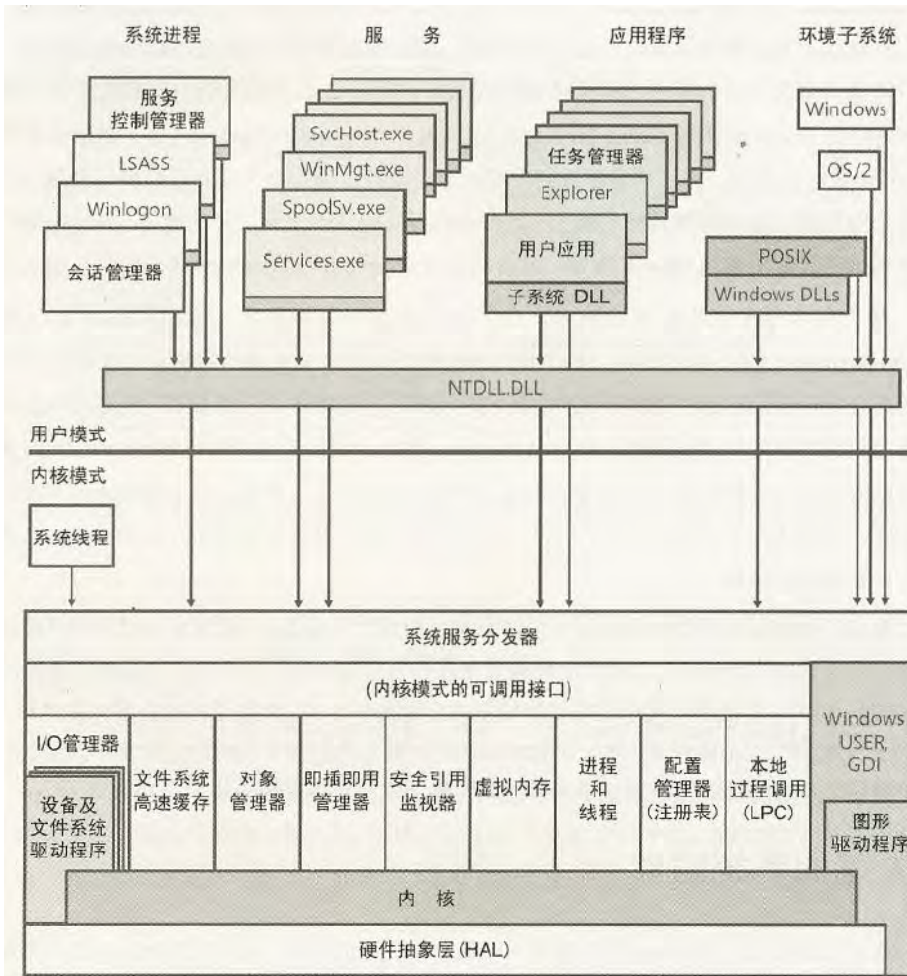 系统进程
服 务
应用程序
环境子系统
服务
控制管理器
LSASS
Winlogon
会话管理器
SvcHost.exe
WinMgt.exe
SpoolSv.exe
Services.exe
任务管理器
Explorer
用户应用
子系统 DLL
Windows
OS/2
POSIX
Windows DLLs
NTDLL.DLL
用户模式
内核模式
系统线程
系统服务分发器
(内核模式的可调用接口)
I/O管理器
设备及
文件系统
驱动程序
文件系统
高速缓存
对象
管理器
即插即用
管理器
安全引用
监视器
虚拟内存
进程
和
线程
配置
管理器
(注册表)
本地
过程调用
(LPC)
Windows
USER,
GDI
图形
驱动程序
内 核
硬件抽象层(HAL)